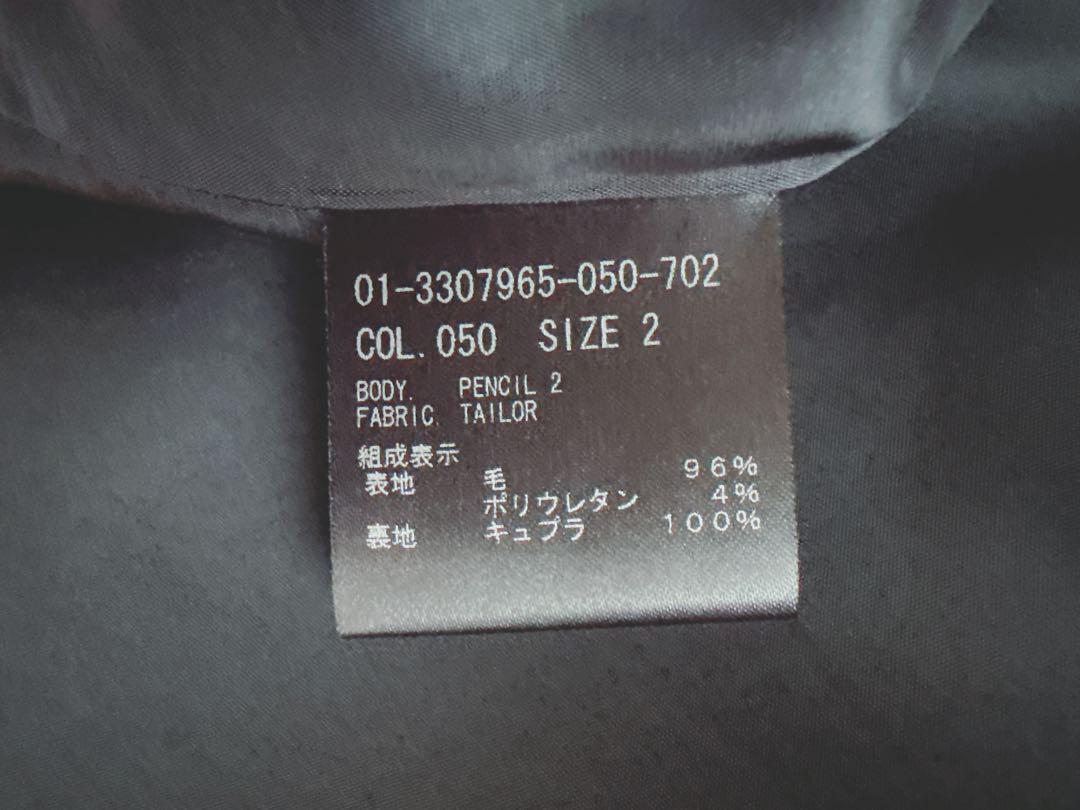 01-3307965-050-702
COL.050 SIZE 2
BODY. PENCIL 2
FABRIC. TAILOR
組成表示
表地 毛 96%
ポリウレタン 4%
裏地 キュプラ 100%